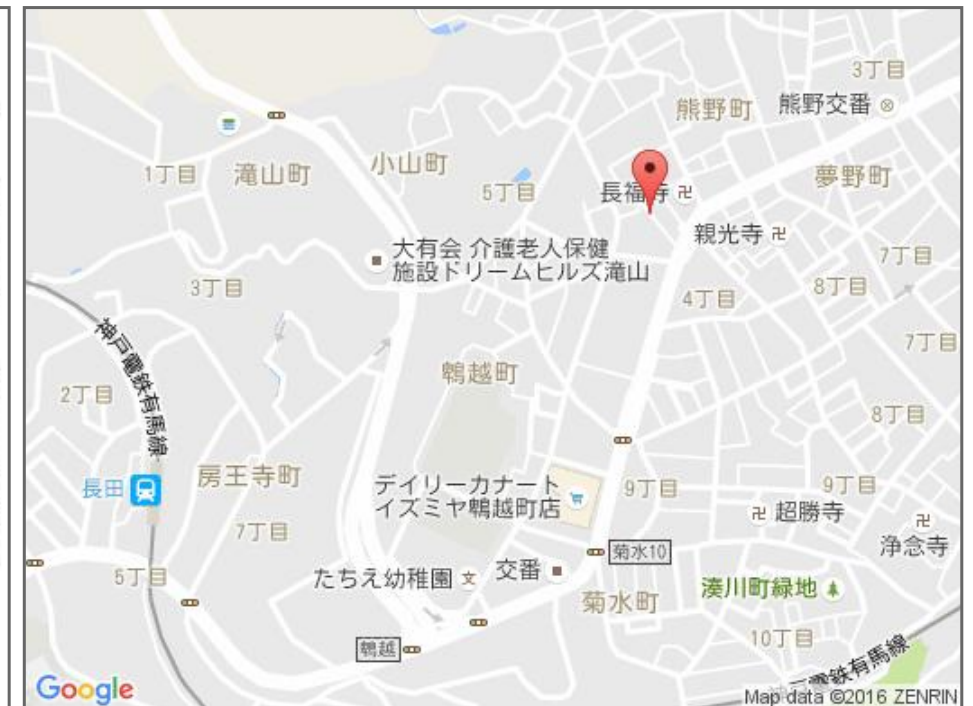 3丁目
熊野町
熊野交番
小山町
1丁目
滝山町
5丁目
長福寺
夢野町
親光寺
大有会 介護老人保健
施設ドリームヒルズ滝山
7丁目
3丁目
4丁目
8丁目
神戸電鉄有馬線
7丁目
鵯越町
2丁目
8丁目
房王寺町
長田
デイリーカナート
イズミヤ鵯越町店
9丁目
9丁目
超勝寺
7丁目
浄念寺
菊水10
5丁目
たちえ幼稚園
交番
湊川町緑地
菊水町
10丁目
鵯越
神戸電鉄有馬線
Google
Map data ©2016 ZENRIN